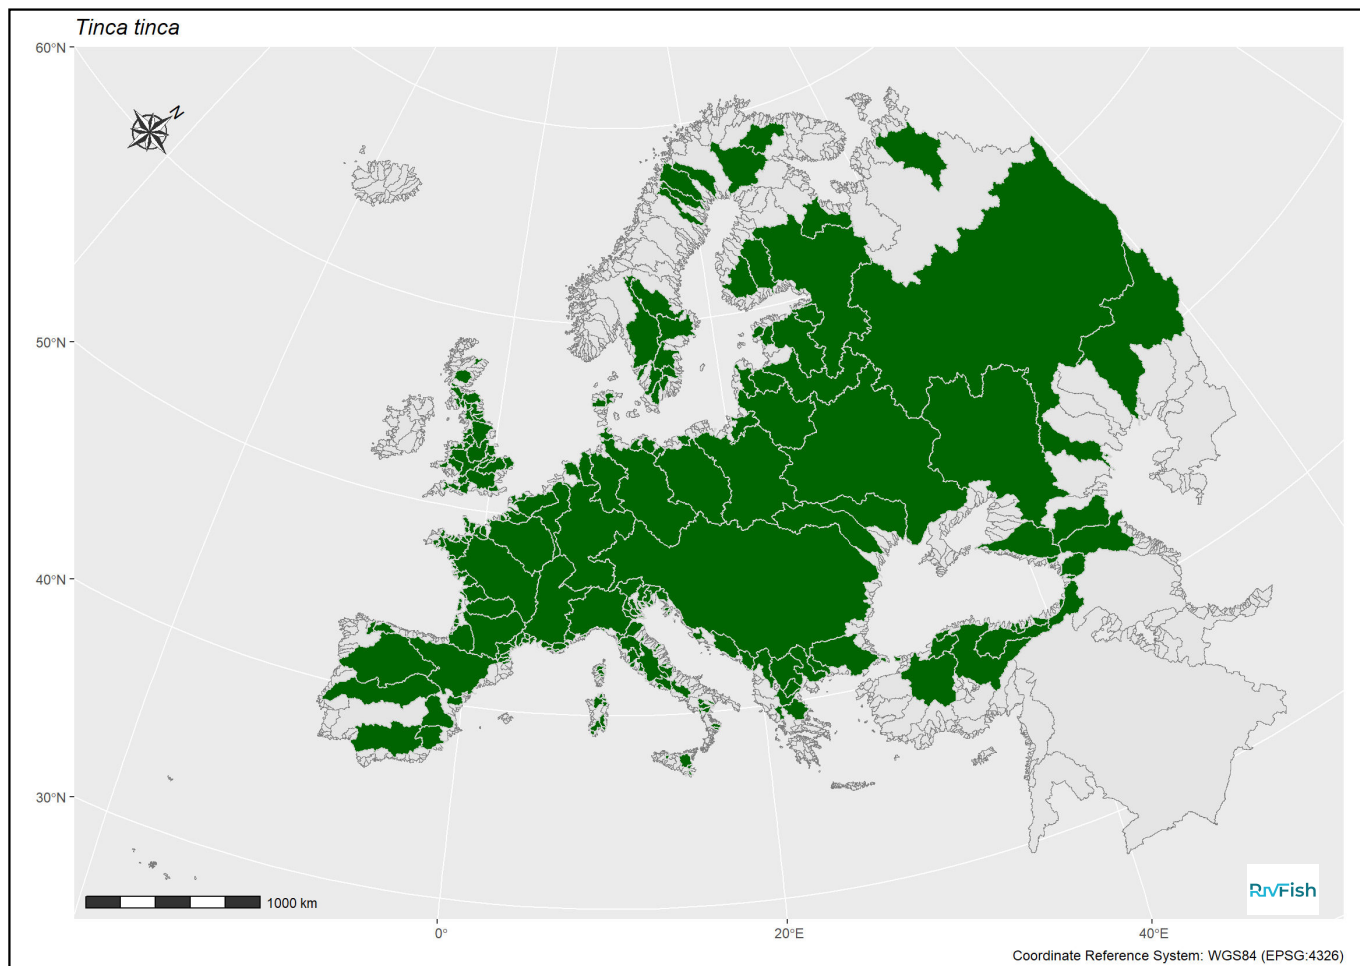 Tinca tinca
60°N
N
50°N
40°N
30°N
RivFish
1000 km
0°
20°E
40°E
Coordinate Reference System: WGS84 (EPSG:4326)